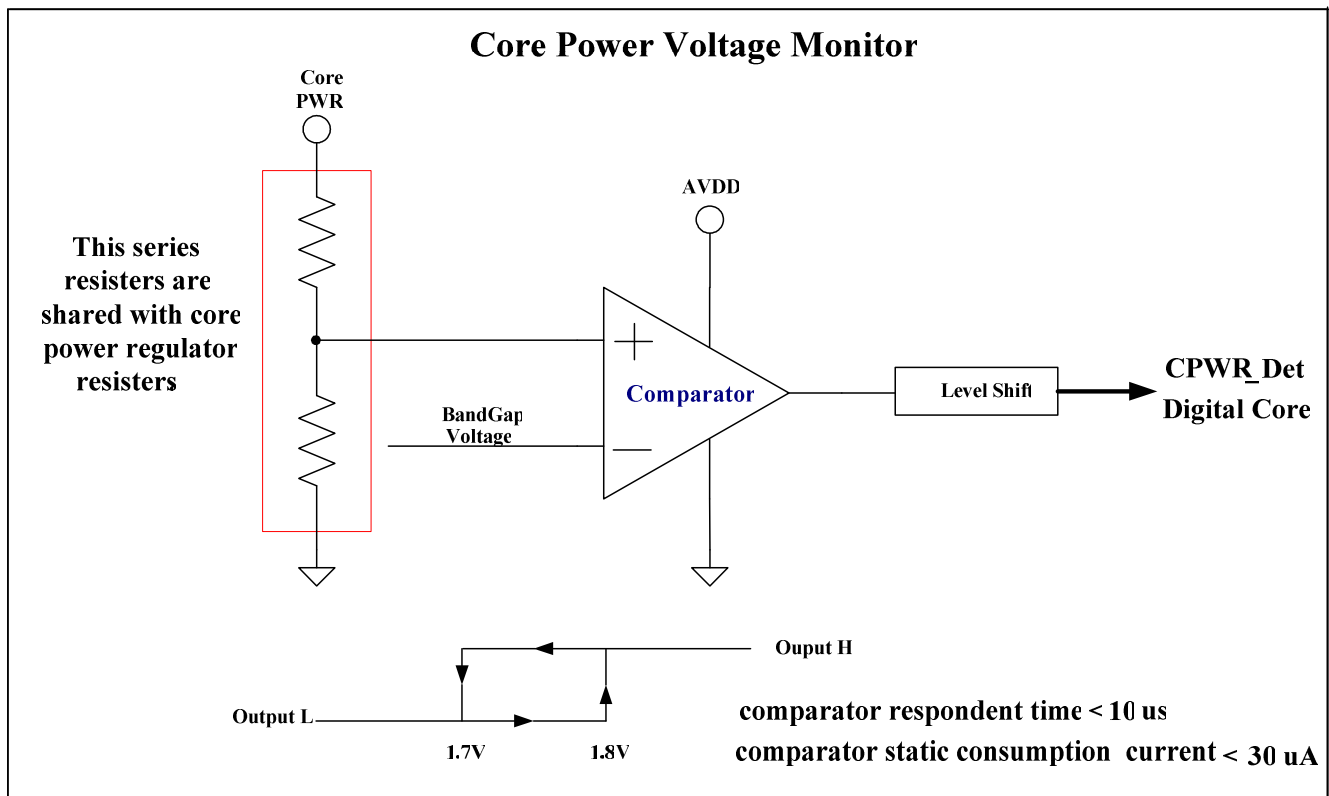 Core Power Voltage Monitor
Core
PWR
AVDD
This series
resisters are
shared with core
power regulator
resisters
Comparator
BandGap
Voltage
Level Shift
CPWR_Det
Digital Core
Ouput H
Output L
1.7V
1.8V
comparator respondent time < 10 us
comparator static consumption current < 30 uA